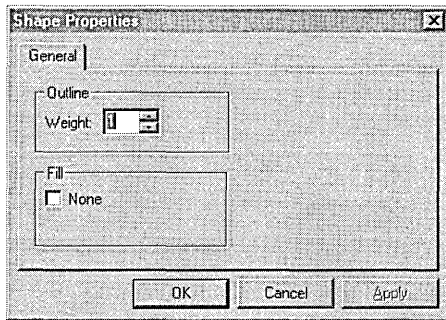 Shape Properties
General
Outline
Weight: 1
Fill
None
OK Cancel Apply